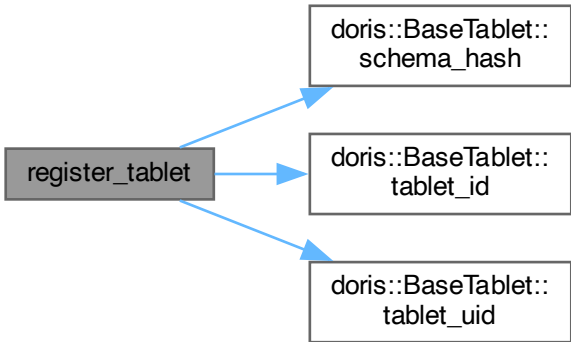 doris::BaseTablet::
schema_hash
register_tablet
doris::BaseTablet::
tablet_id
doris::BaseTablet::
tablet_uid